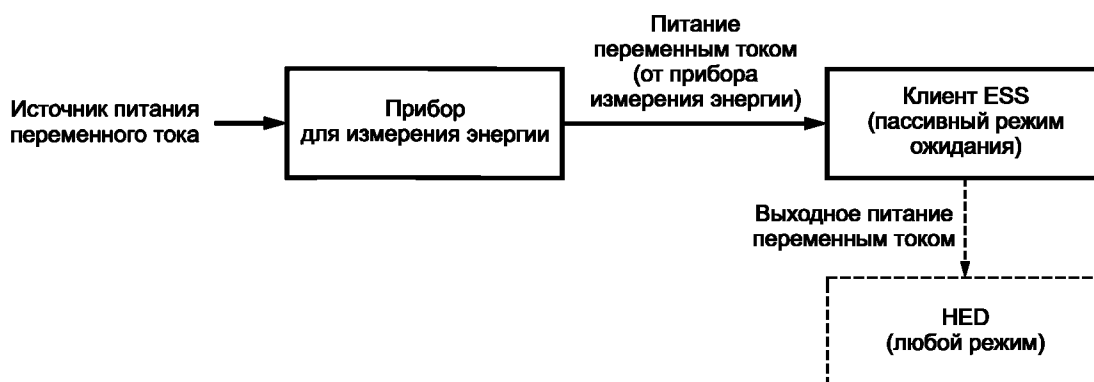 Источник питания
переменного тока
Прибор
для измерения энергии
Питание
переменным током
(от прибора
измерения энергии)
Клиент ESS
(пассивный режим
ожидания)
Выходное питание
переменным током
HED
(любой режим)